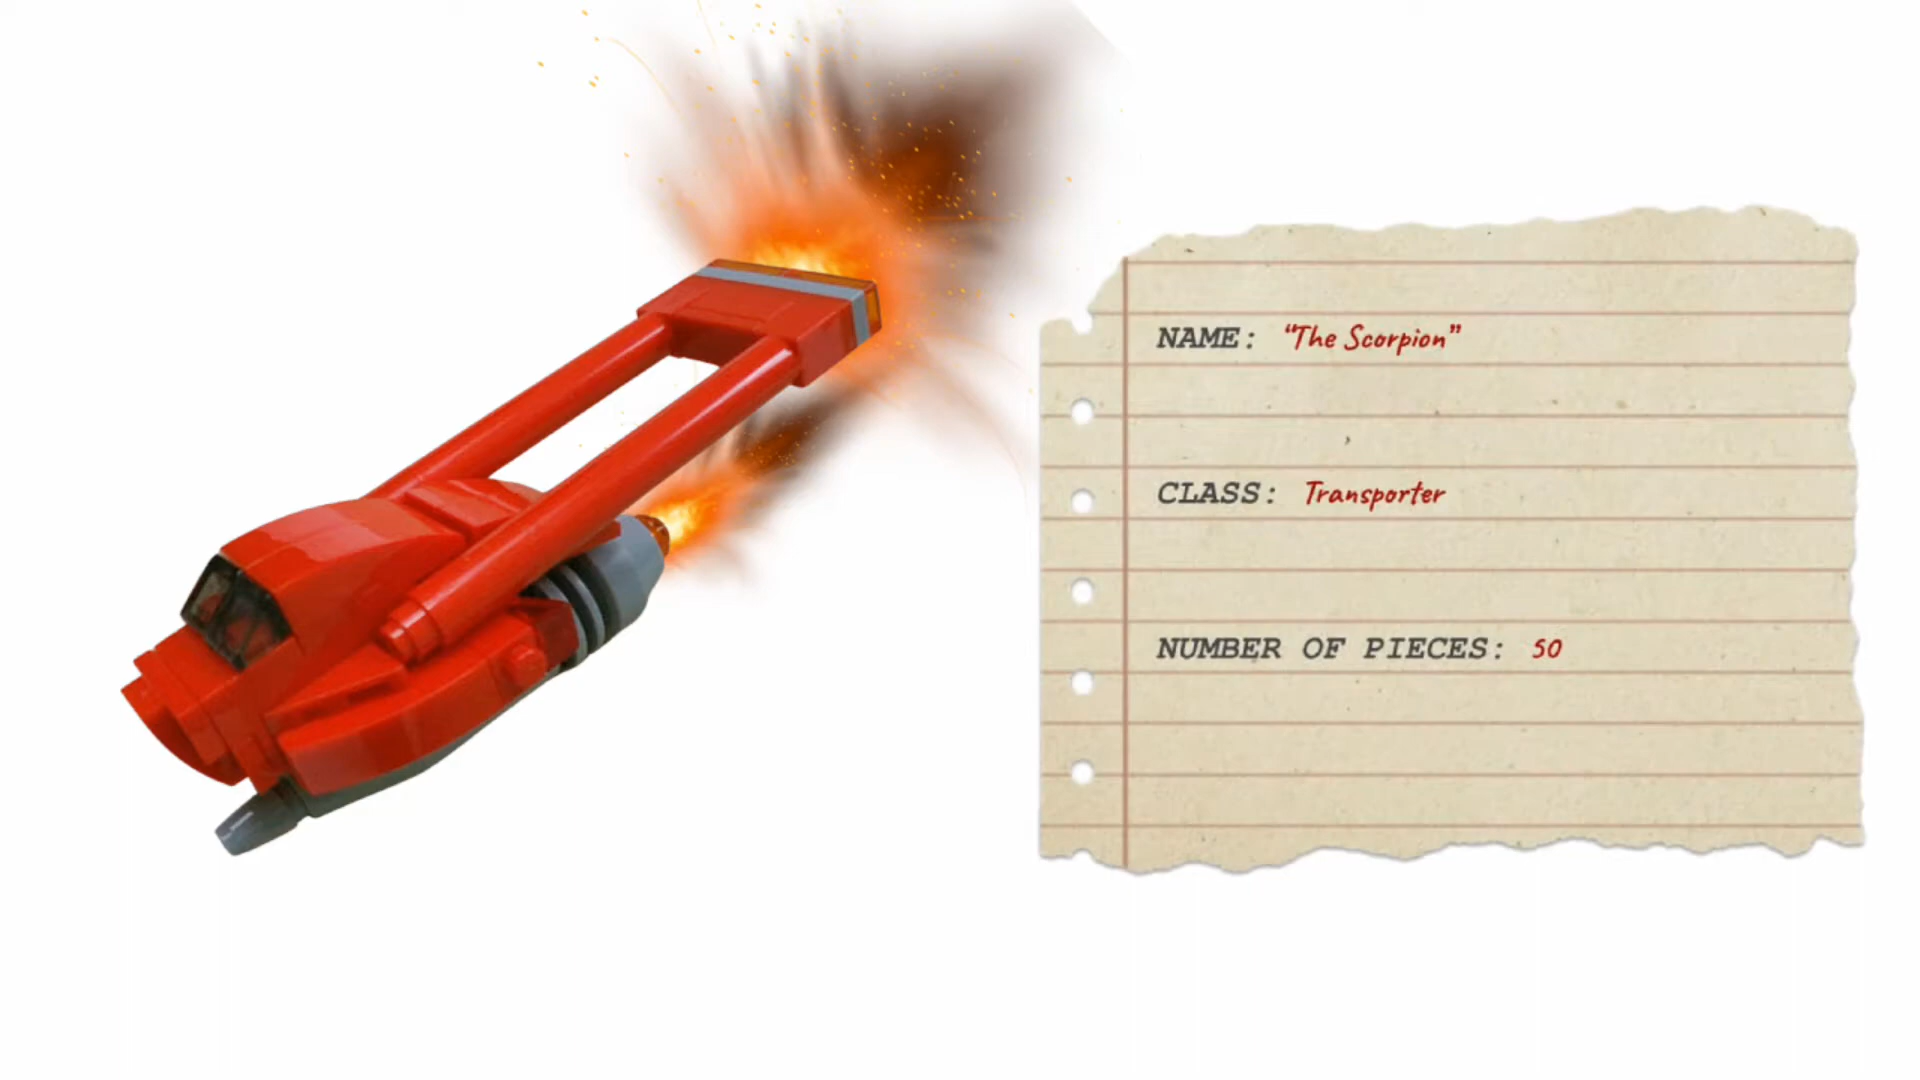 NAME: “The Scorpion”
CLASS: Transporter
NUMBER OF PIECES: 50